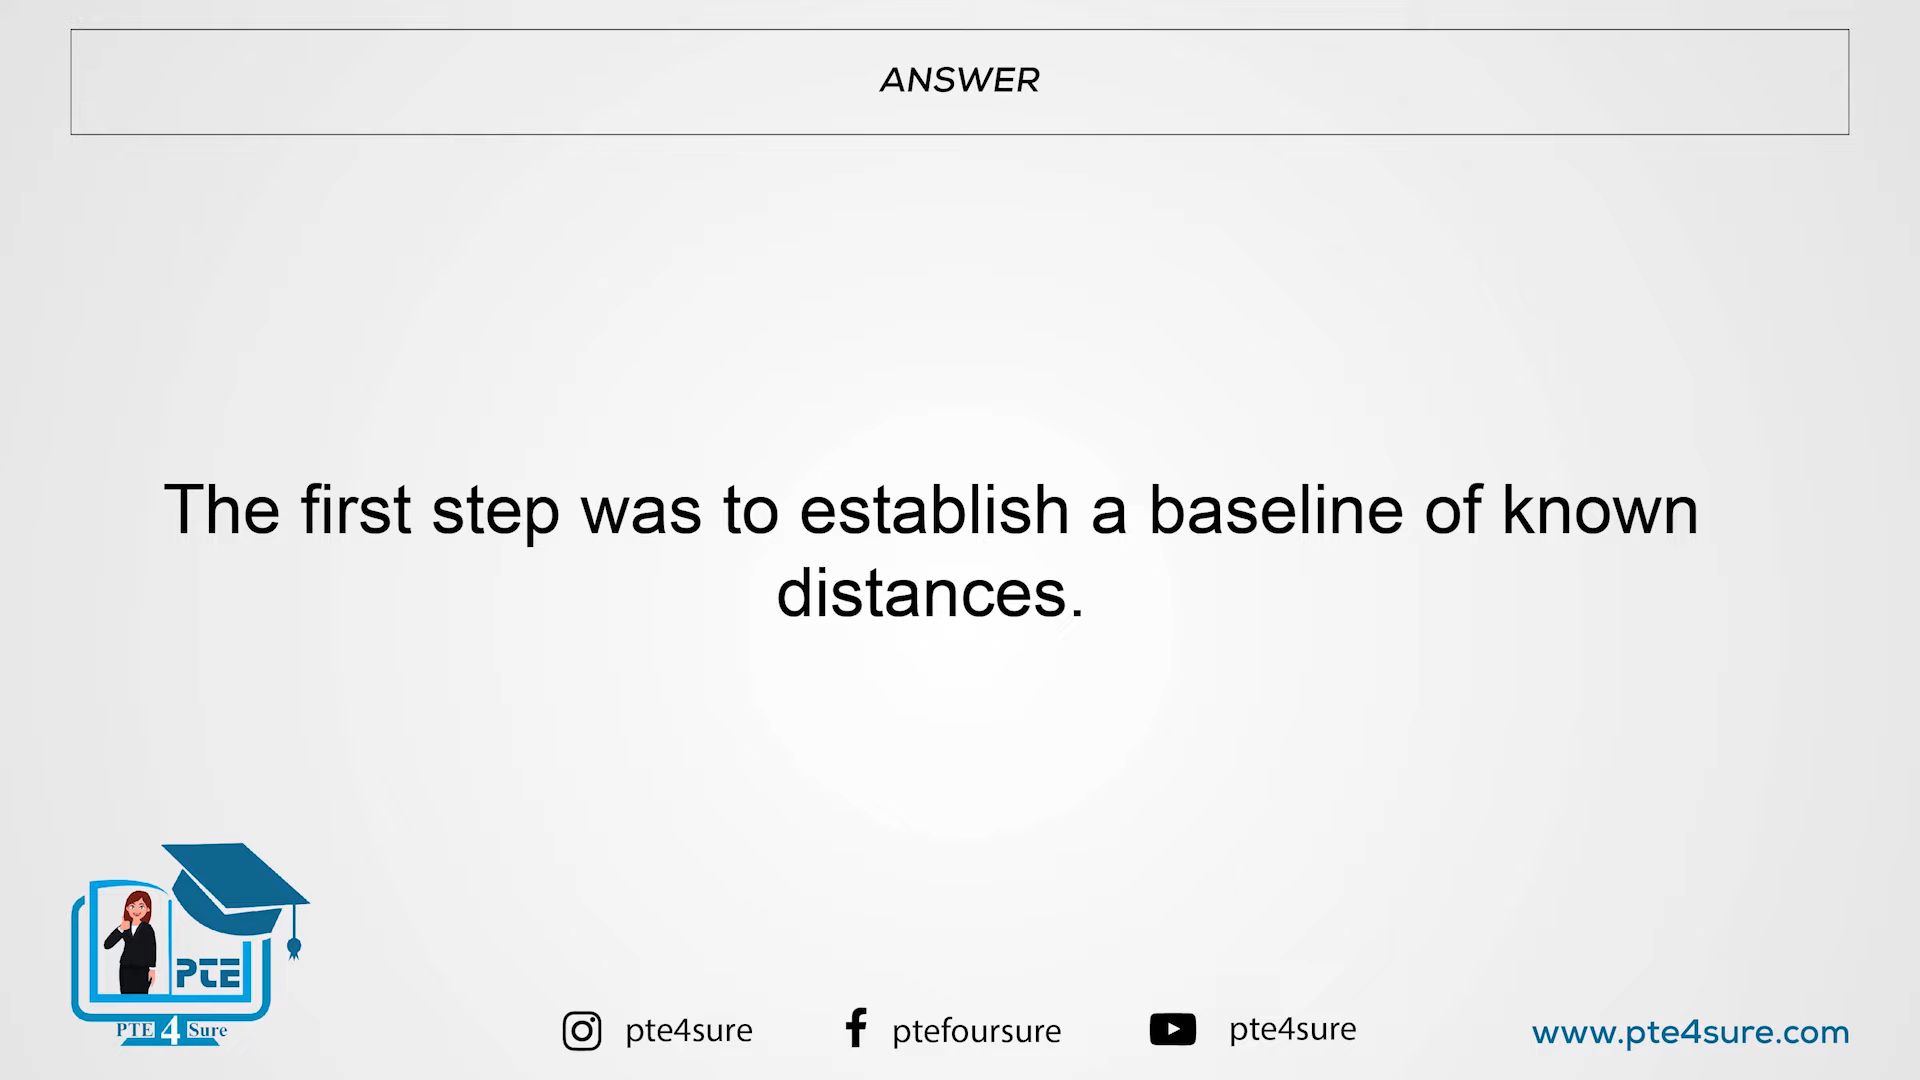 ANSWER
The first step was to establish a baseline of known
distances.
PTE
PTE 4 Sure
pte4sure
ptefoursure
pte4sure
www.pte4sure.com